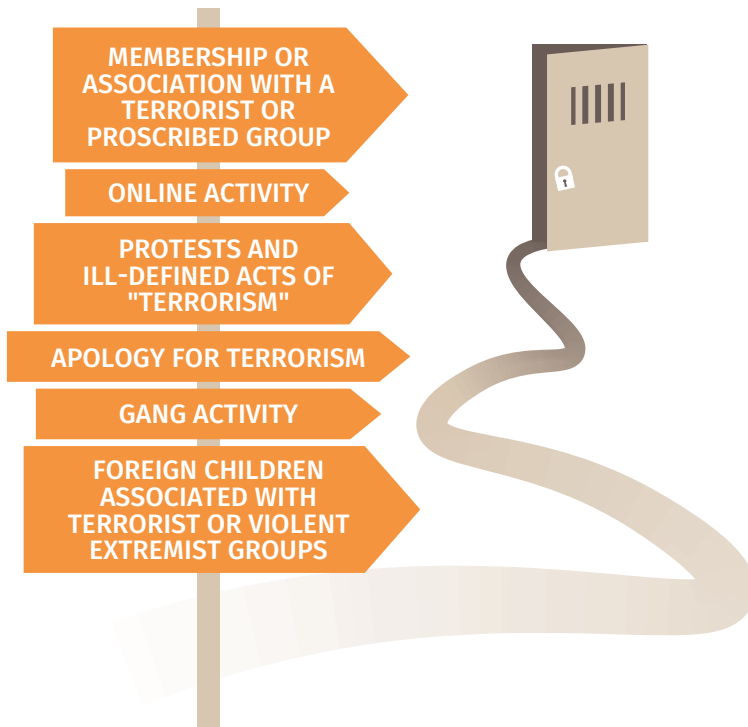 MEMBERSHIP OR
ASSOCIATION WITH A
TERRORIST OR
PROSCRIBED GROUP
ONLINE ACTIVITY
PROTESTS AND
ILL-DEFINED ACTS OF
"TERRORISM"
APOLOGY FOR TERRORISM
GANG ACTIVITY
FOREIGN CHILDREN
ASSOCIATED WITH
TERRORIST OR VIOLENT
EXTREMIST GROUPS